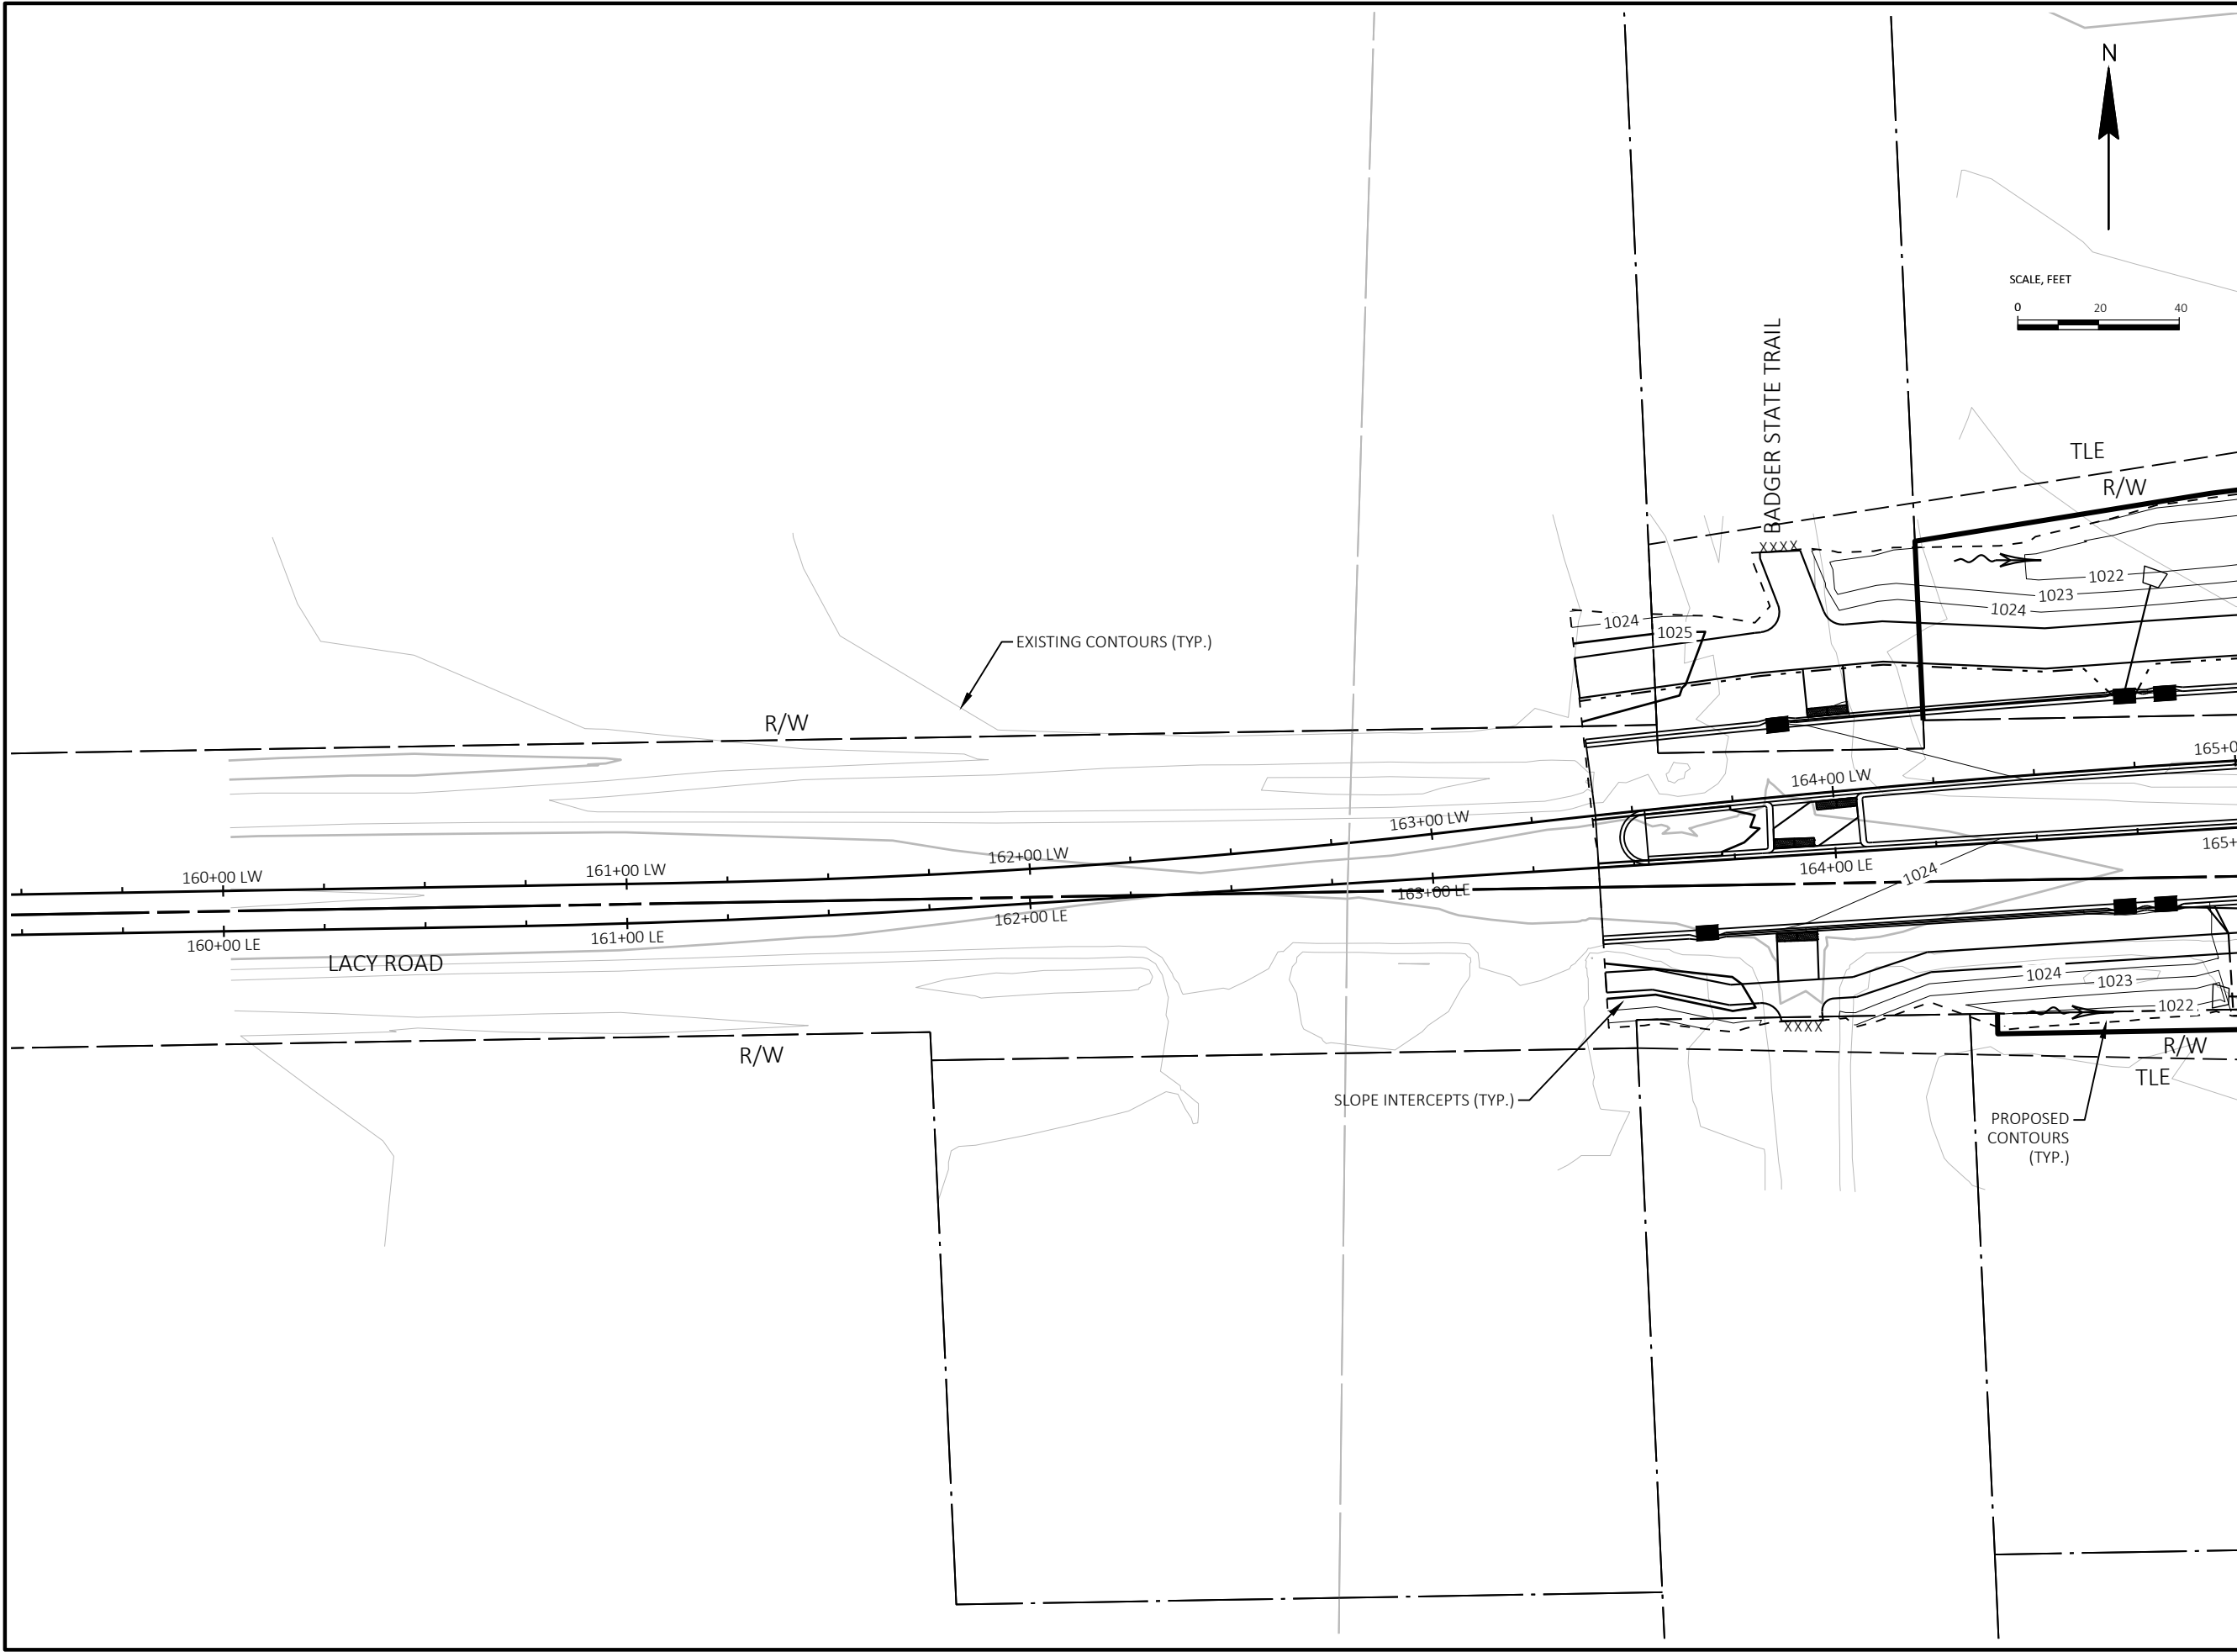 N
SCALE, FEET
0 20 40
BADGER STATE TRAIL
TLE
R/W
XXXX
1022
1023
1024
1024
1025
EXISTING CONTOURS (TYP.)
R/W
165+0
164+00 LW
163+00 LW
162+00 LW
161+00 LW
160+00 LW
165+
164+00 LE
1024
163+00 LE
162+00 LE
161+00 LE
160+00 LE
LACY ROAD
1024
1023
1022
XXXX
R/W
R/W
TLE
SLOPE INTERCEPTS (TYP.)
PROPOSED
CONTOURS
(TYP.)